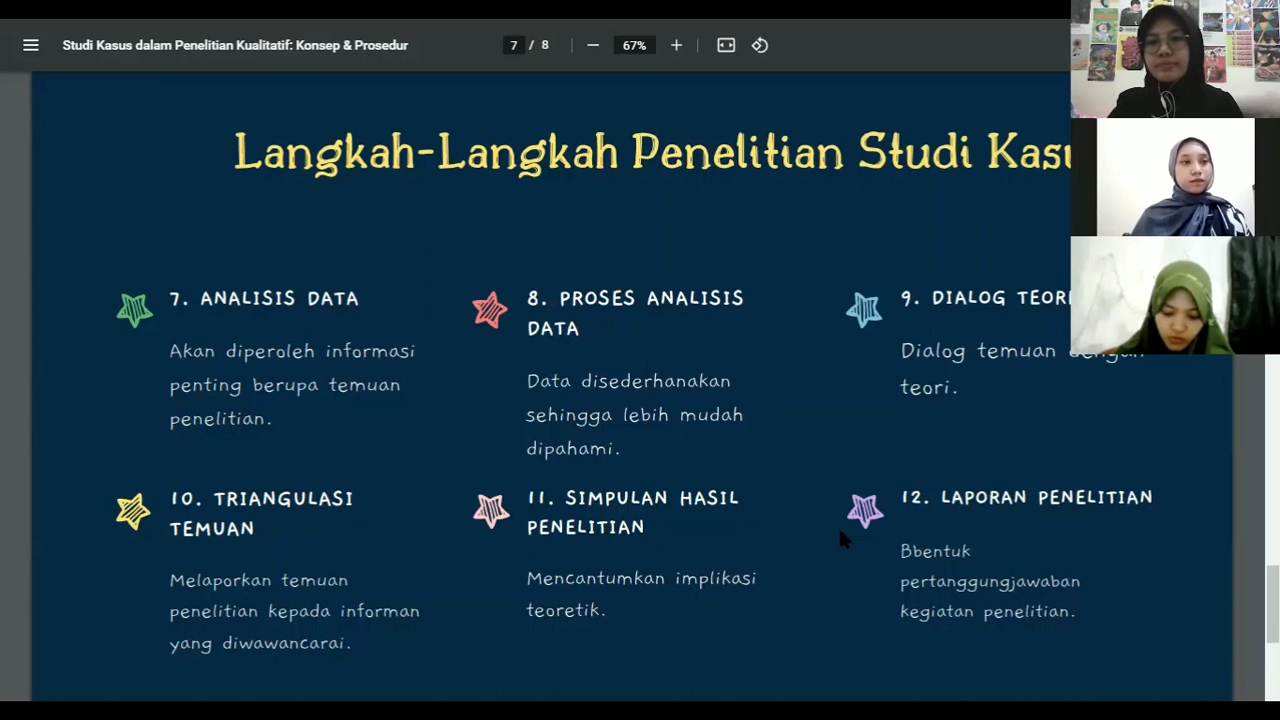 Studi Kasus dalam Penelitian Kualitatif: Konsep & Prosedur
7 / 8
67%
Langkah-Langkah Penelitian Studi
7. ANALISIS DATA
Akan diperoleh informasi
penting berupa temuan
penelitian.
8. PROSES ANALISIS
DATA
Data disederhanakan
sehingga lebih mudah
dipahami.
9. DIALOG
Dialog temuan dengan
teori.
10. TRIANGULASI
TEMUAN
Melaporkan temuan
penelitian kepada informan
yang diwawancarai.
11. SIMPULAN HASIL
PENELITIAN
Mencantumkan implikasi
teoretik.
12. LAPORAN PENELITIAN
Bbentuk
pertanggungjawaban
kegiatan penelitian.